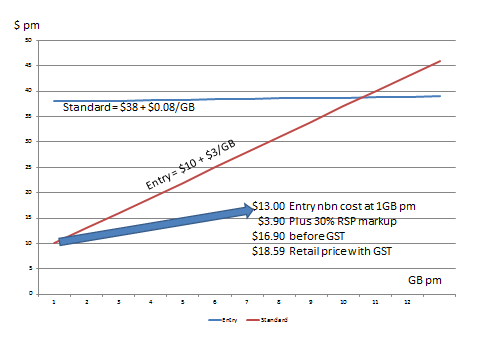 $ pm
50
45
40
35
30
25
20
15
10
5
0
Standard = $38 + $0.08/GB
Entry = $10 + $3/GB
$13.00 Entry nbn cost at 1GB pm
$3.90 Plus 30% RSP markup
$16.90 before GST
$18.59 Retail price with GST
GB pm
1 2 3 4 5 6 7 8 9 10 11 12
Entry Standard